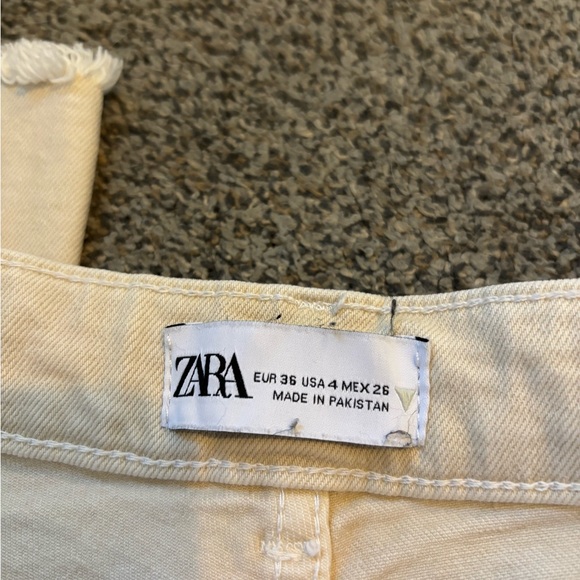 ZARA
EUR 36 USA 4 MEX 26
MADE IN PAKISTAN